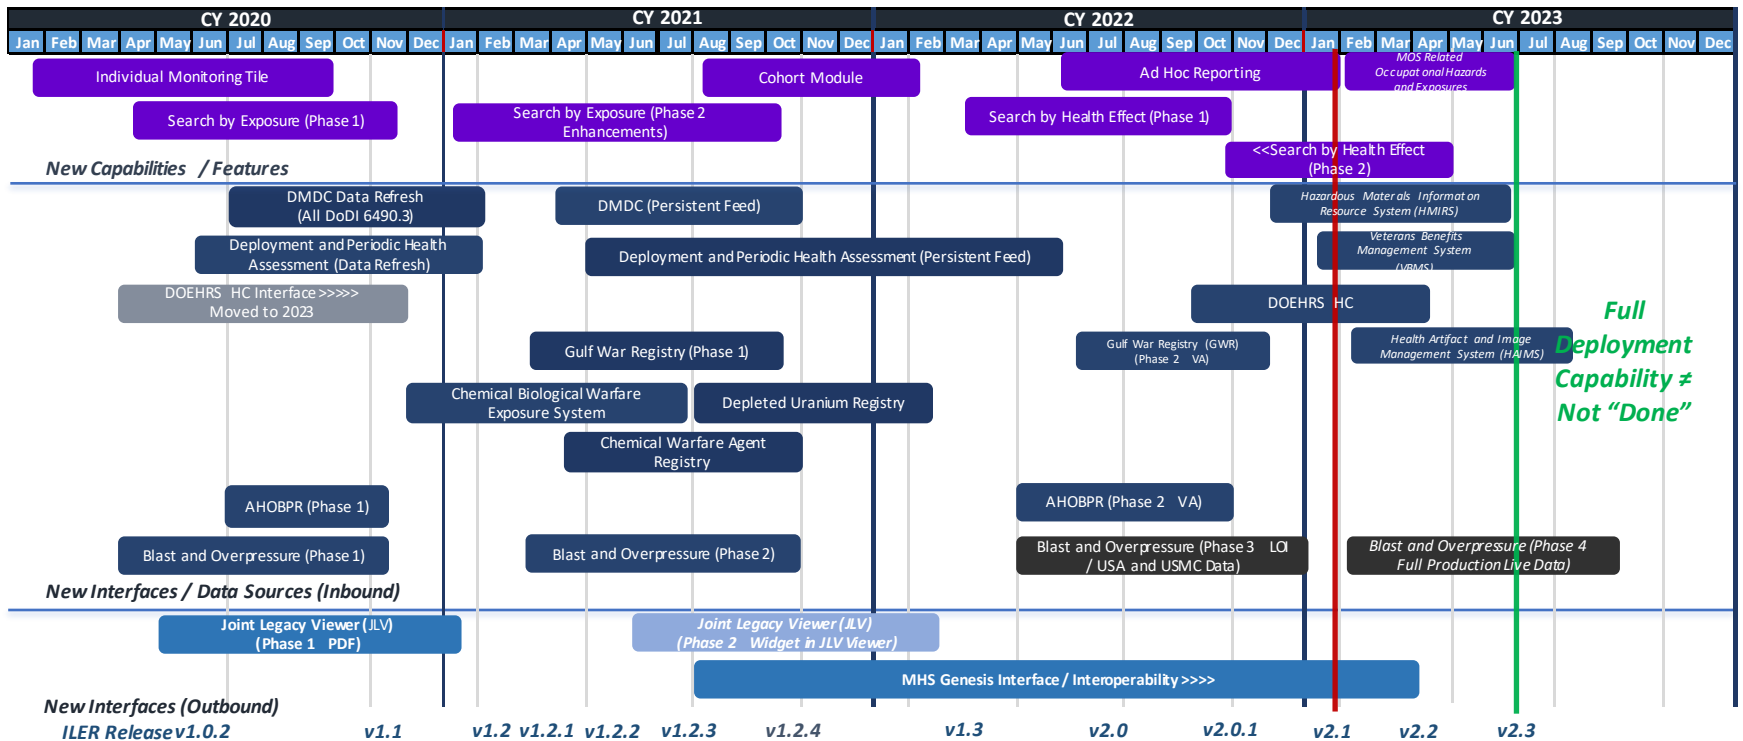 CY 2020 CY 2021 CY 2022 CY 2023
Jan Feb Mar Apr May Jun Jul Aug Sep Oct Nov Dec Jan Feb Mar Apr May Jun Jul Aug Sep Oct Nov Dec Jan Feb Mar Apr May Jun Jul Aug Sep Oct Nov Dec Jan Feb Mar Apr May Jun Jul Aug Sep Oct Nov Dec
Individual Monitoring Tile
Cohort Module
Ad Hoc Reporting
MOS Related
Occupational Hazards
and Exposures
Search by Exposure (Phase 1)
Search by Exposure (Phase 2
Enhancements)
Search by Health Effect (Phase 1)
<<Search by Health Effect
(Phase 2)
New Capabilities / Features
DMDC Data Refresh
(All DoDI 6490.3)
DMDC (Persistent Feed)
Hazardous Materials Information
Resource System (HMIRS)
Deployment and Periodic Health
Assessment (Data Refresh)
Deployment and Periodic Health Assessment (Persistent Feed)
Veterans Benefits
Management System
(VBMS)
DOEHRS HC Interface >>>>>
Moved to 2023
DOEHRS HC
Gulf War Registry (Phase 1)
Gulf War Registry (GWR)
(Phase 2 VA)
Health Artifact and Image
Management System (HAIMS)
Full
Deployment
Capability ≠
Not “Done”
Chemical Biological Warfare
Exposure System
Depleted Uranium Registry
Chemical Warfare Agent
Registry
AHOBPR (Phase 1)
AHOBPR (Phase 2 VA)
Blast and Overpressure (Phase 1)
Blast and Overpressure (Phase 2)
Blast and Overpressure (Phase 3 LOI
/ USA and USMC Data)
Blast and Overpressure (Phase 4
Full Production Live Data)
New Interfaces / Data Sources (Inbound)
Joint Legacy Viewer (JLV)
(Phase 1 PDF)
Joint Legacy Viewer (JLV)
(Phase 2 Widget in JLV Viewer)
MHS Genesis Interface / Interoperability >>>>
New Interfaces (Outbound)
ILER Release v1.0.2 v1.1 v1.2 v1.2.1 v1.2.2 v1.2.3 v1.2.4 v1.3 v2.0 v2.0.1 v2.1 v2.2 v2.3